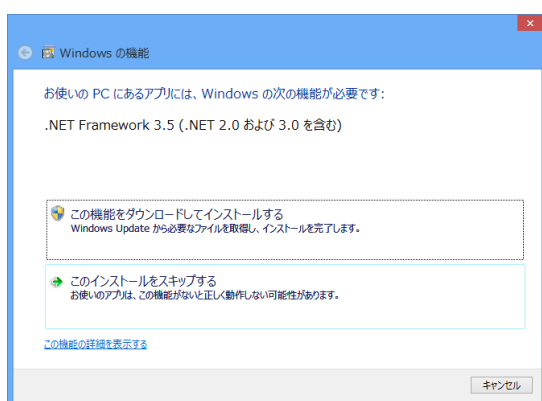 Windows の機能
お使いの PC にあるアプリには、Windows の次の機能が必要です:
.NET Framework 3.5 (.NET 2.0 および 3.0 を含む)
この機能をダウンロードしてインストールする
Windows Update から必要なファイルを取得し、インストールを完了します。
このインストールをスキップする
お使いのアプリは、この機能がないと正しく動作しない可能性があります。
この機能の詳細を表示する
キャンセル